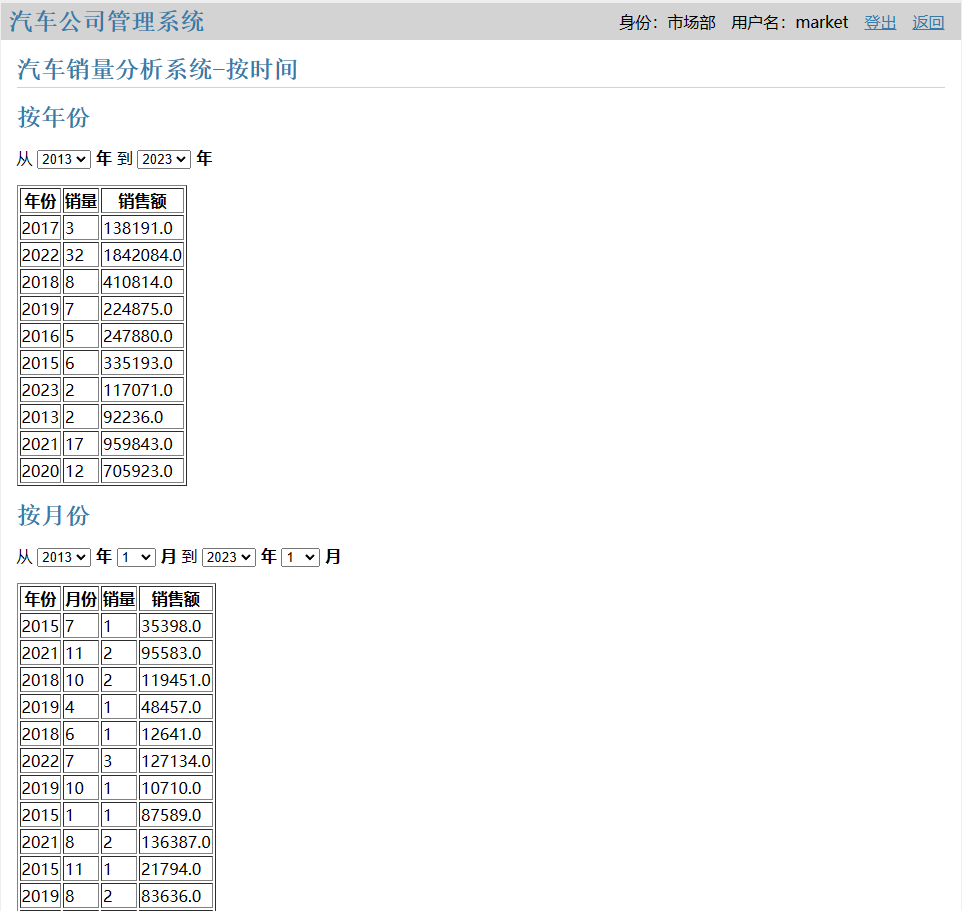 汽车公司管理系统 身份：市场部 用户名：market 登出 返回
汽车销量分析系统-按时间
按年份
从 2013 年 到 2023 年
年份 销量 销售额
2017 3 138191.0
2022 32 1842084.0
2018 8 410814.0
2019 7 224875.0
2016 5 247880.0
2015 6 335193.0
2023 2 117071.0
2013 2 92236.0
2021 17 959843.0
2020 12 705923.0
按月份
从 2013 年 1 月 到 2023 年 1 月
年份 月份 销量 销售额
2015 7 1 35398.0
2021 11 2 95583.0
2018 10 2 119451.0
2019 4 1 48457.0
2018 6 1 12641.0
2022 7 3 127134.0
2019 10 1 10710.0
2015 1 1 87589.0
2021 8 2 136387.0
2015 11 1 21794.0
2019 8 2 83636.0